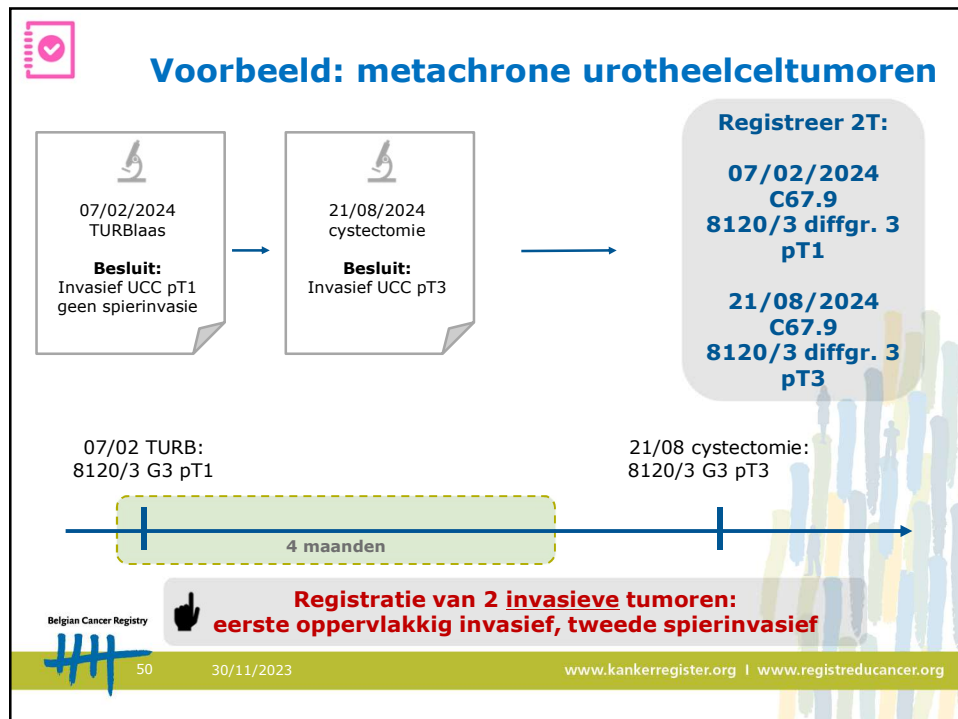 Voorbeeld: metachrone urotheelceltumoren
07/02/2024
TURBlaas
Besluit:
Invasief UCC pT1
geen spierinvasie
21/08/2024
cystectomie
Besluit:
Invasief UCC pT3
Registreer 2T:
07/02/2024
C67.9
8120/3 diffgr. 3
pT1
21/08/2024
C67.9
8120/3 diffgr. 3
pT3
07/02 TURB:
8120/3 G3 pT1
21/08 cystectomie:
8120/3 G3 pT3
4 maanden
Registratie van 2 invasieve tumoren:
eerste oppervlakkig invasief, tweede spierinvasief
Belgian Cancer Registry
50
30/11/2023
www.kankerregister.org I www.registreducancer.org